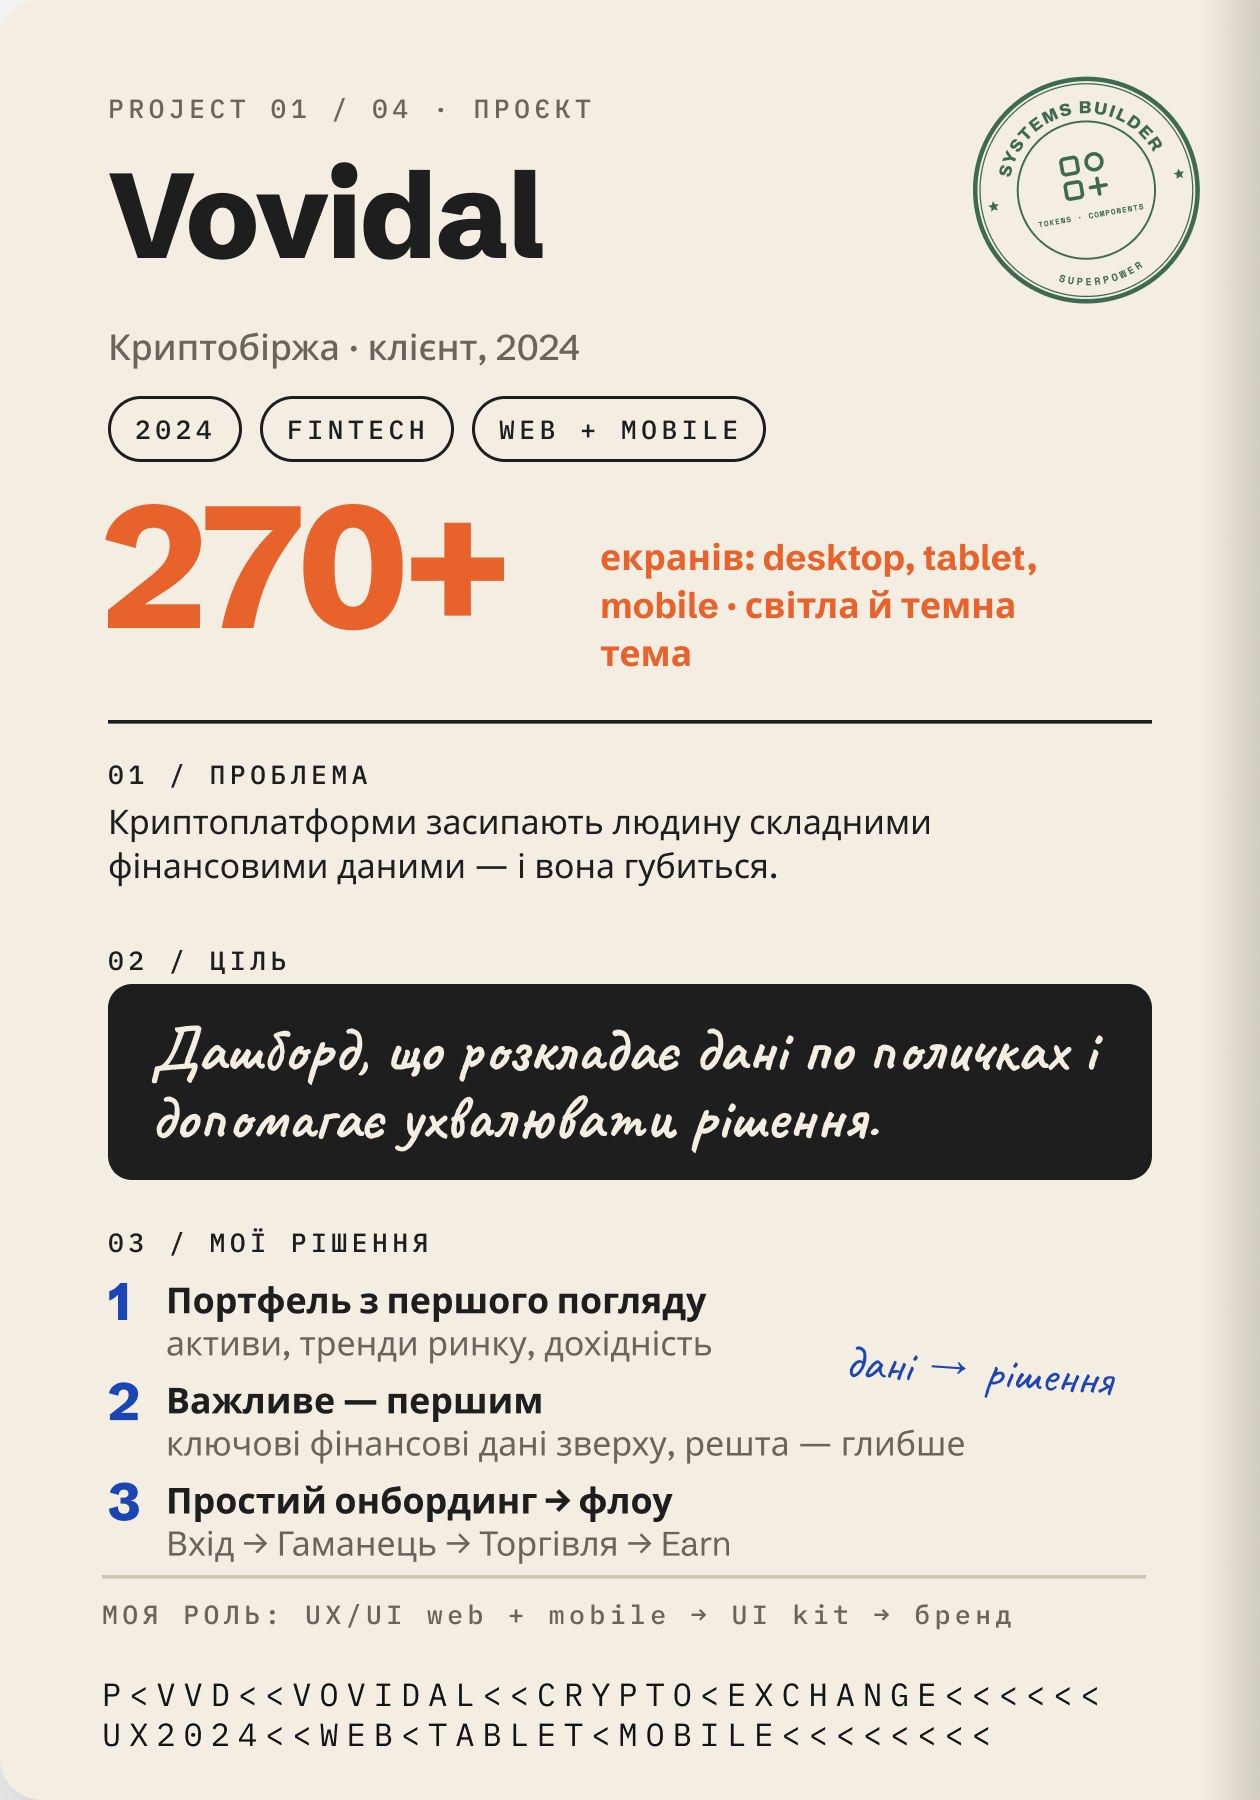 PROJECT 01 / 04 · ПРОЄКТ
Vovidal
SYSTEMS BUILDER
TOKENS · COMPONENTS
SUPERPOWER
Криптобіржа · клієнт, 2024
2024
FINTECH
WEB + MOBILE
270+
екранів: desktop, tablet,
mobile · світла й темна
тема
01 / ПРОБЛЕМА
Криптоплатформи засипають людину складними
фінансовими даними — і вона губиться.
02 / ЦІЛЬ
Дашборд, що розкладає дані по поличках і
допомагає ухвалювати рішення.
03 / МОЇ РІШЕННЯ
1 Портфель з першого погляду
активи, тренди ринку, дохідність
дані → рішення
2 Важливе — першим
ключові фінансові дані зверху, решта — глибше
3 Простий онбординг → флоу
Вхід → Гаманець → Торгівля → Earn
МОЯ РОЛЬ: UX/UI web + mobile → UI kit → бренд
P<VVD<<VOVIDAL<<CRYPTO<EXCHANGE<<<<<<
UX2024<<WEB<TABLET<MOBILE<<<<<<<<